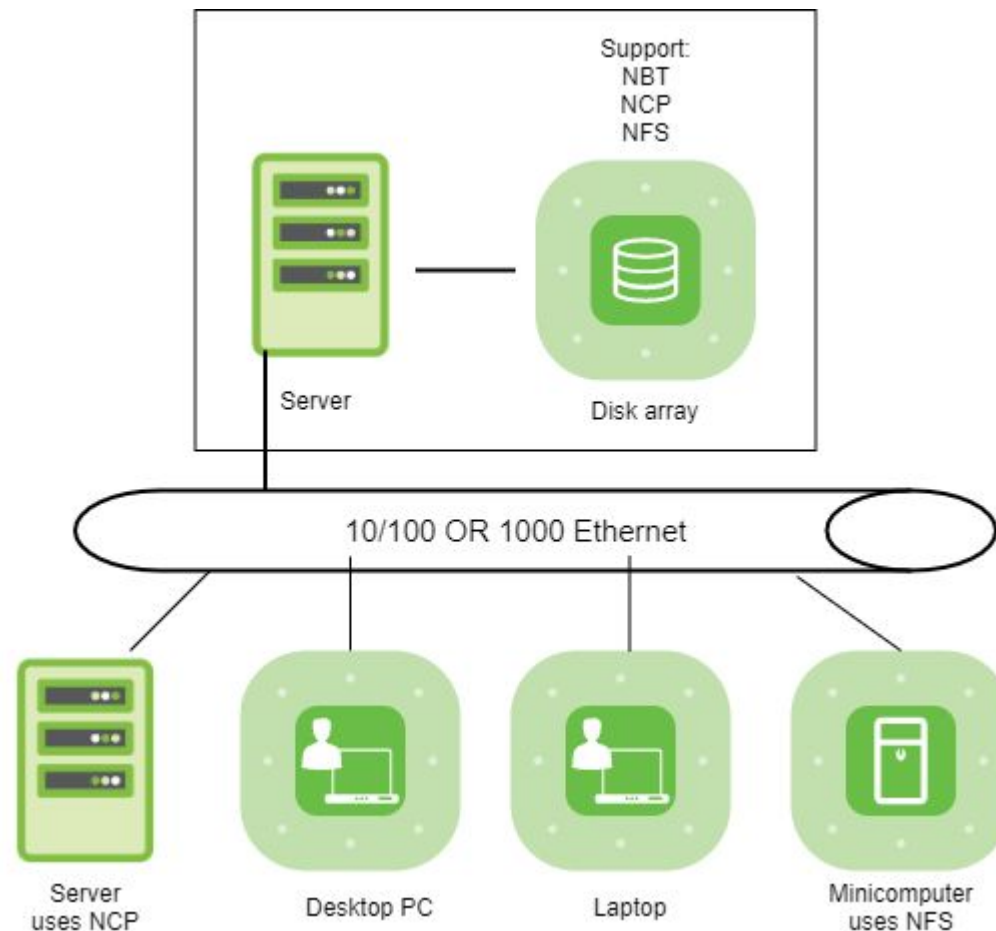 Support:
NBT
NCP
NFS
Server
Disk array
10/100 OR 1000 Ethernet
Server
uses NCP
Desktop PC
Laptop
Minicomputer
uses NFS